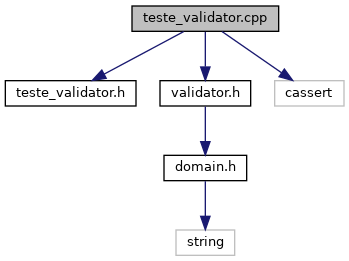 teste_validator.cpp
teste_validator.h
validator.h
cassert
domain.h
string